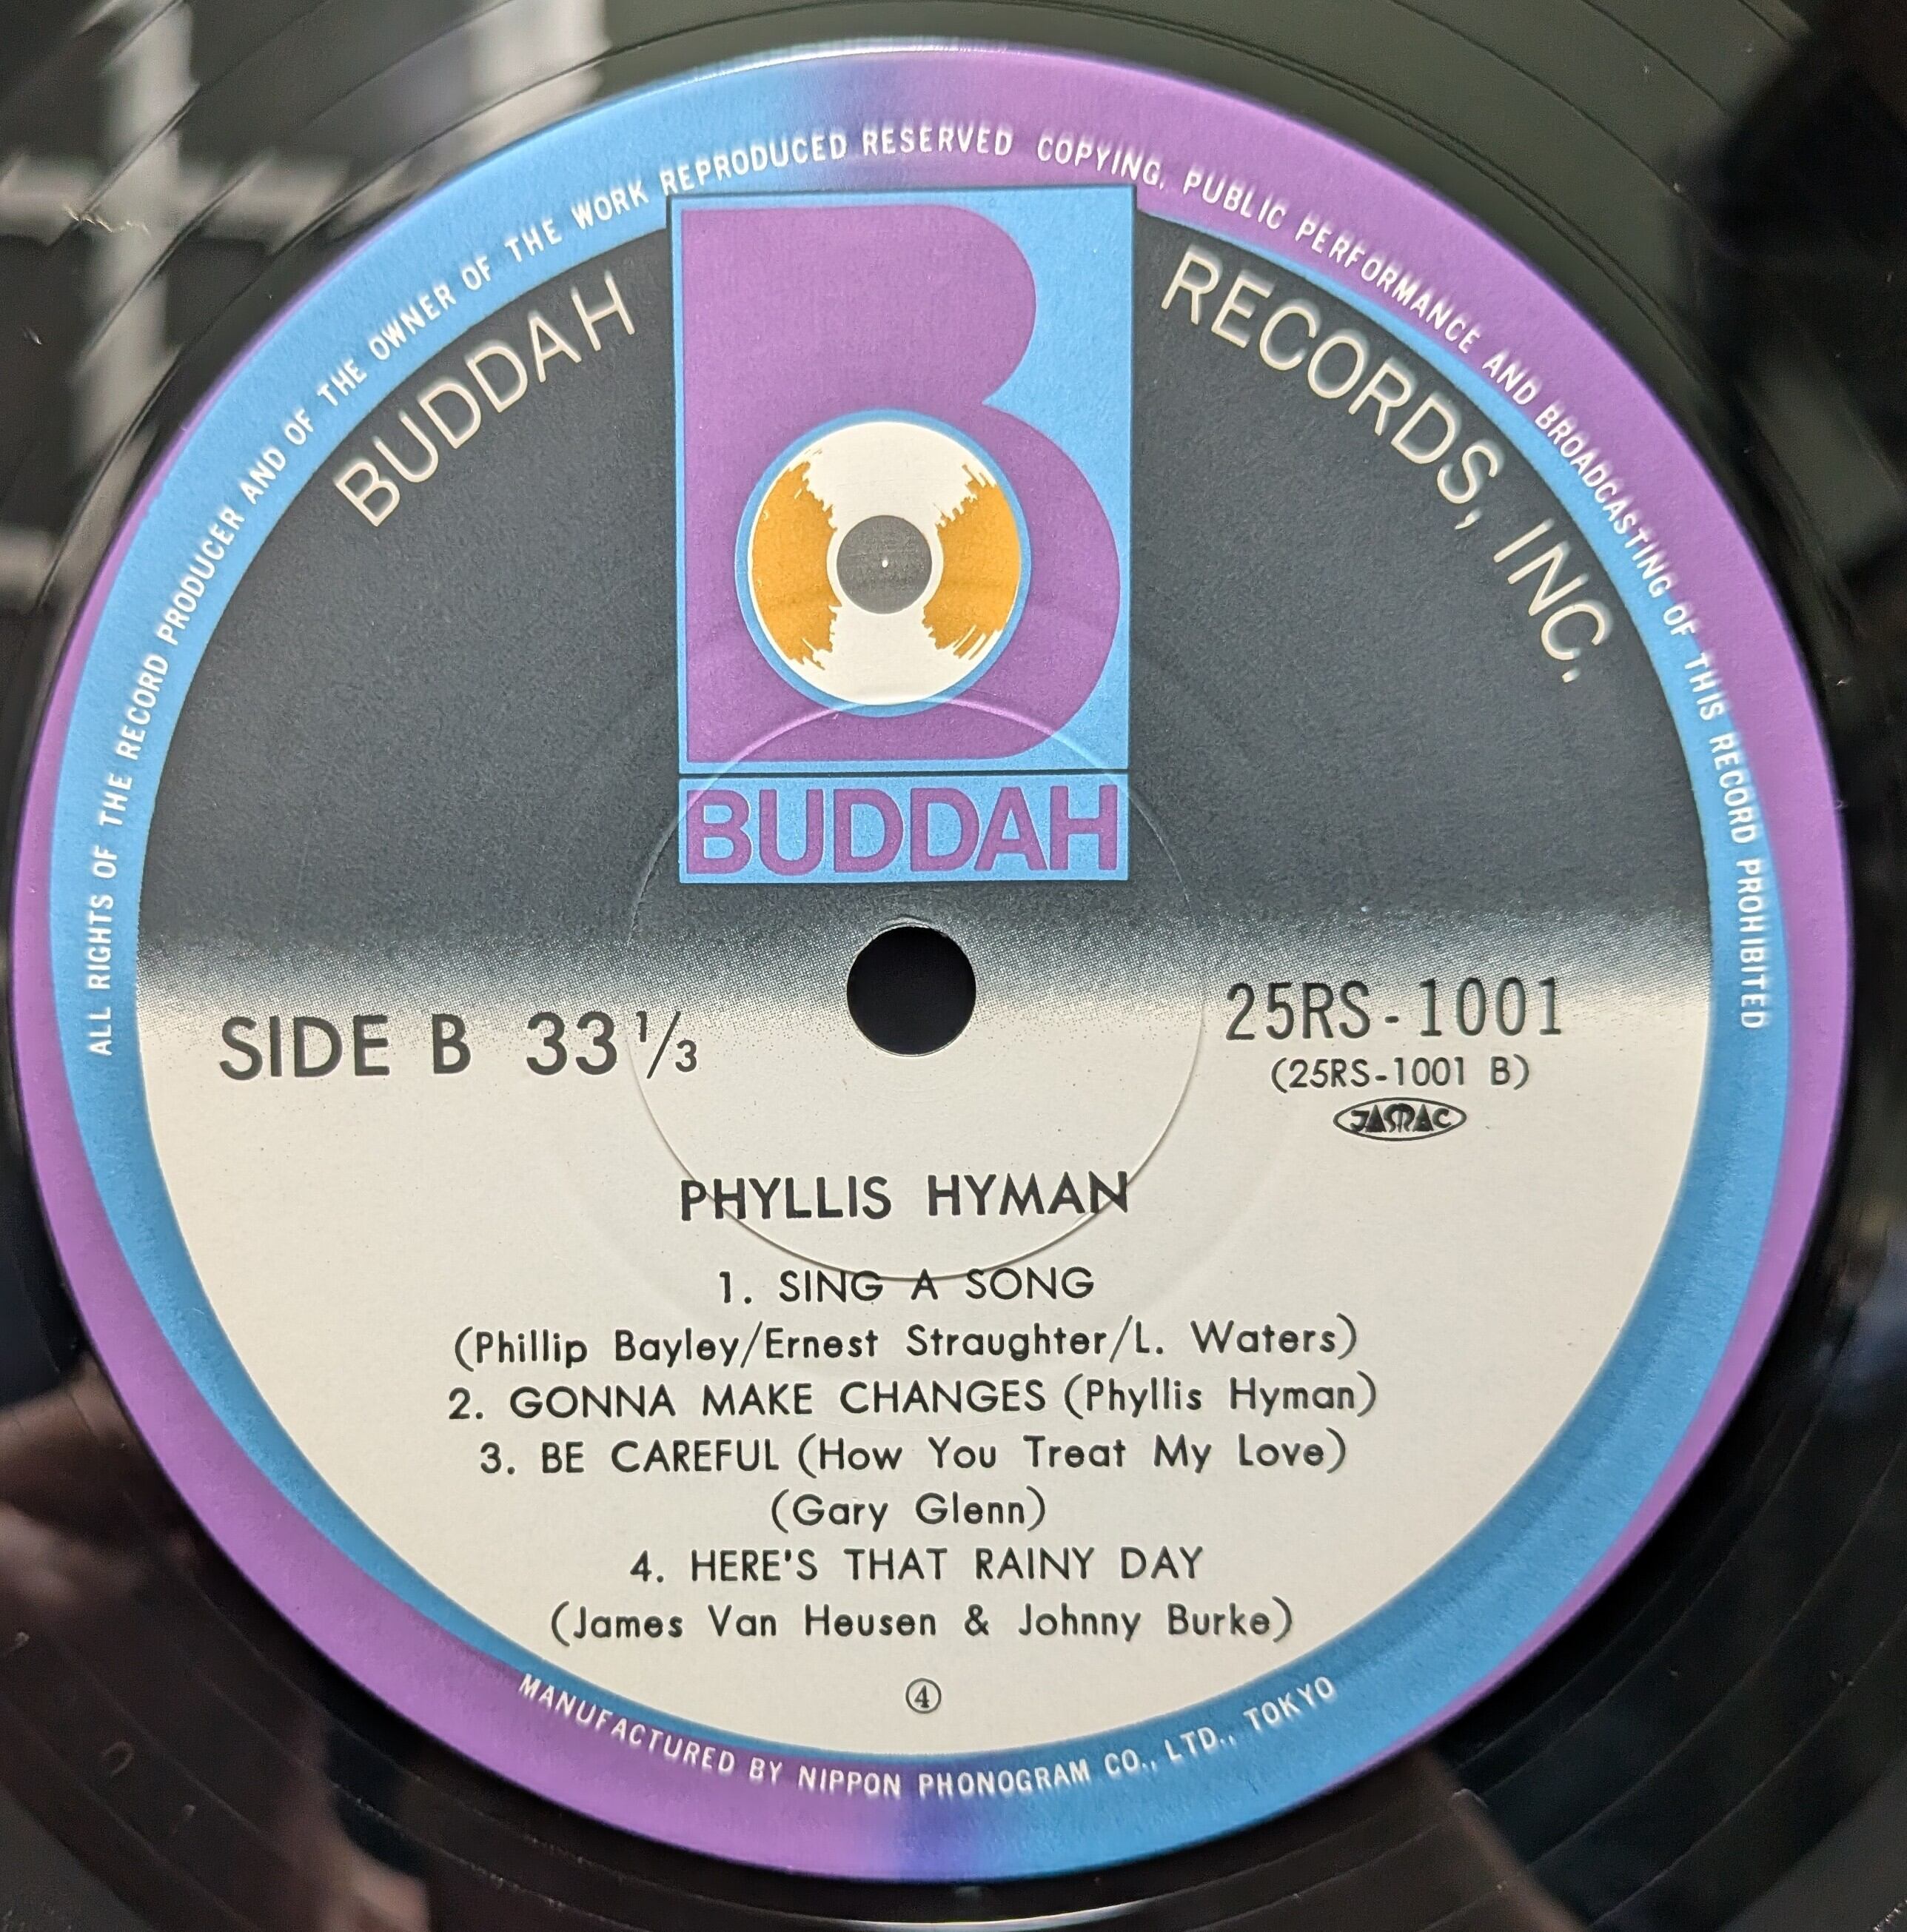 ALL RIGHTS OF THE RECORD PRODUCER AND OF THE OWNER OF THE WORK REPRODUCED RESERVED COPYING, PUBLIC PERFORMANCE AND BROADCASTING OF THIS RECORD PROHIBITED
BUDDAH RECORDS, INC.
B
BUDDAH
SIDE B 33⅓
25RS-1001
(25RS-1001 B)
JASRAC
PHYLLIS HYMAN
1. SING A SONG
(Phillip Bayley/Ernest Straughter/L. Waters)
2. GONNA MAKE CHANGES (Phyllis Hyman)
3. BE CAREFUL (How You Treat My Love)
(Gary Glenn)
4. HERE'S THAT RAINY DAY
(James Van Heusen & Johnny Burke)
④
MANUFACTURED BY NIPPON PHONOGRAM CO., LTD., TOKYO